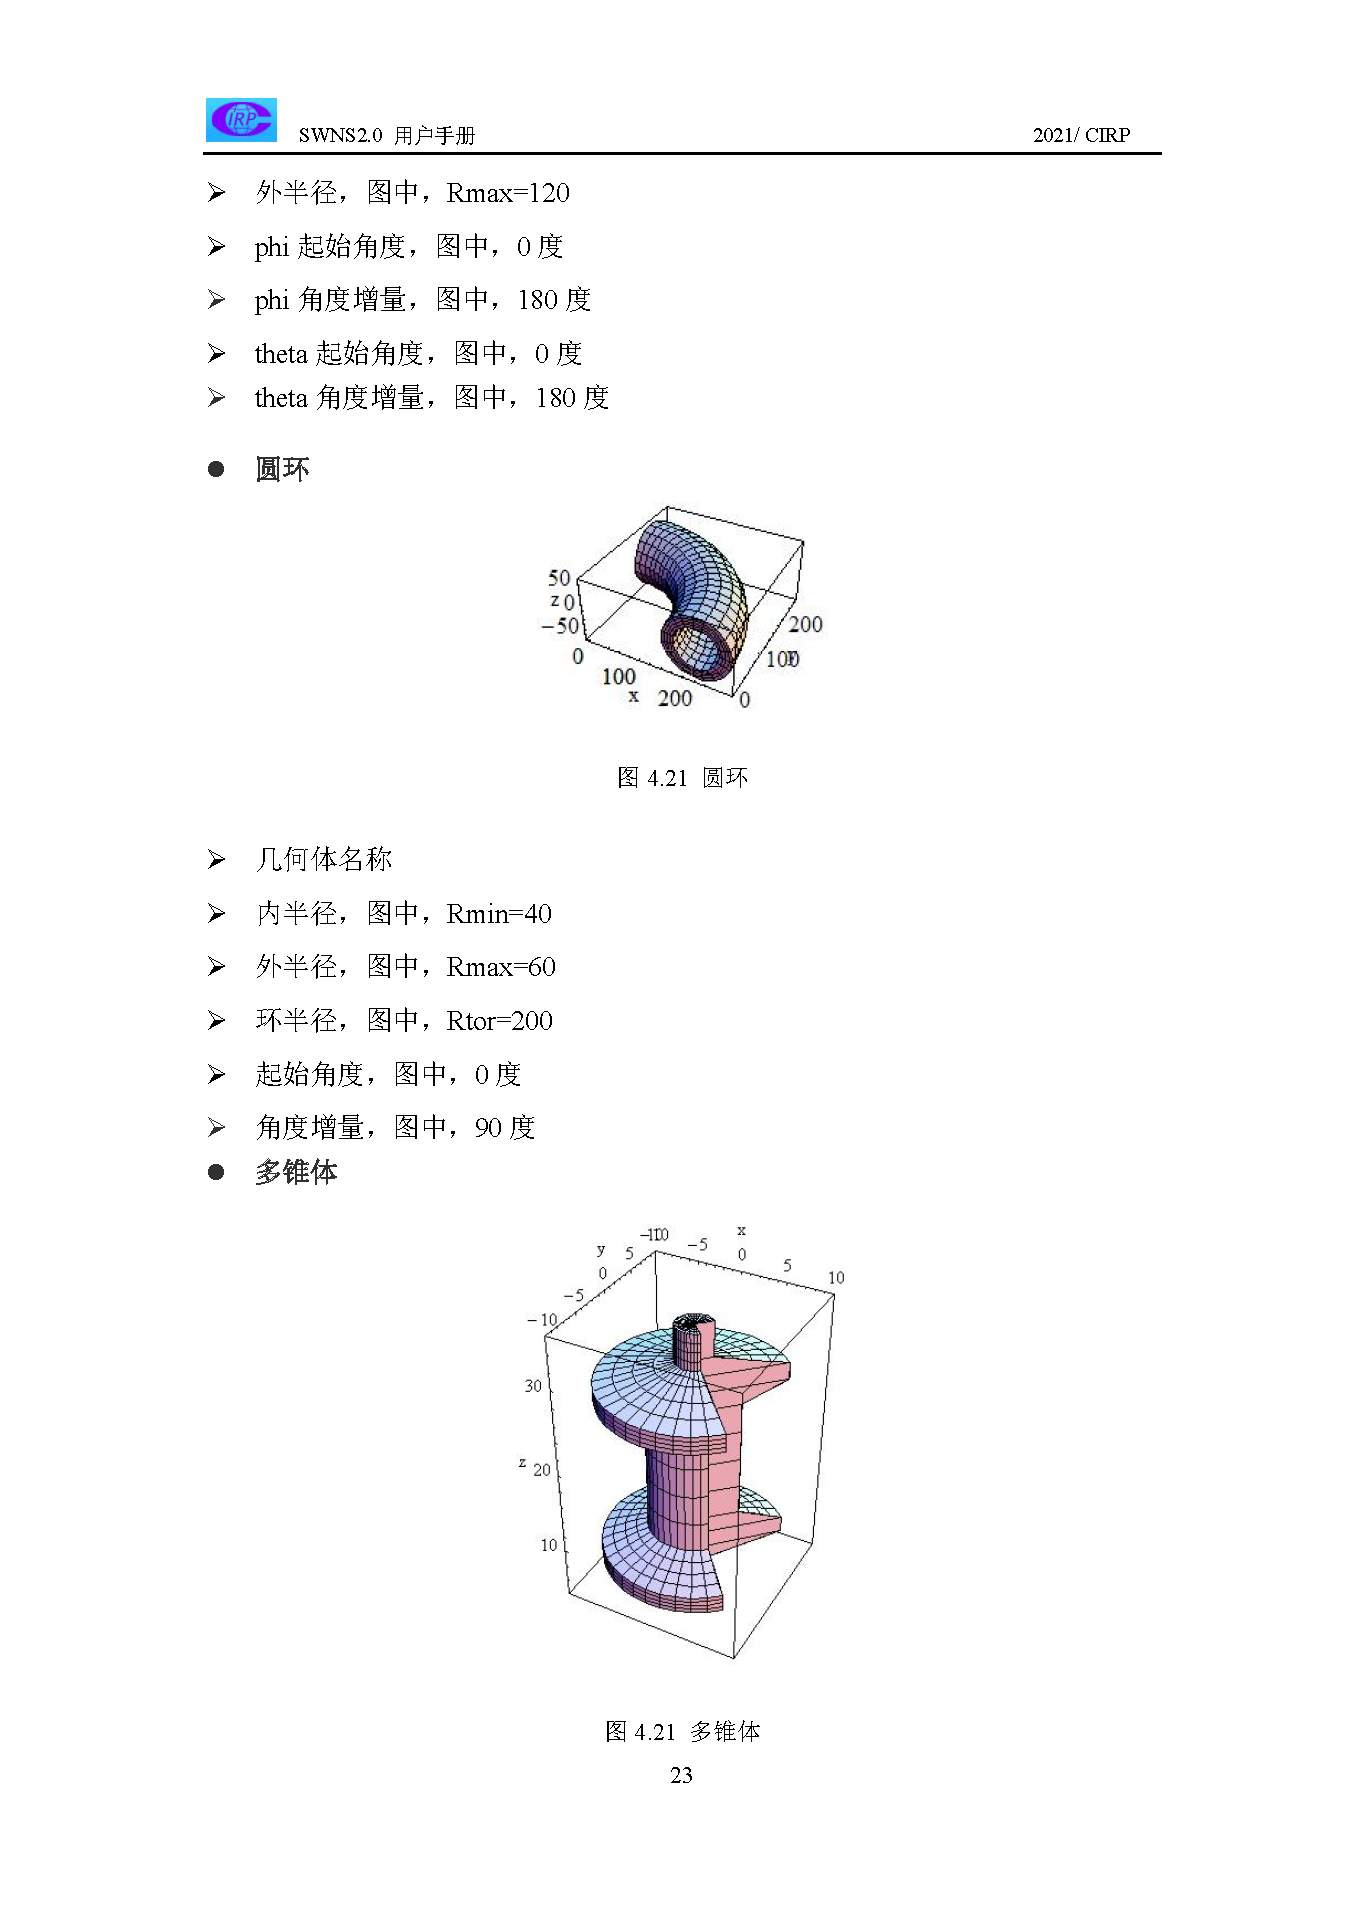 IRP
SWNS2.0 用户手册 2021/ CIRP
➢ 外半径，图中，Rmax=120
➢ phi 起始角度，图中，0 度
➢ phi 角度增量，图中，180 度
➢ theta 起始角度，图中，0 度
➢ theta 角度增量，图中，180 度
● 圆环
50
z 0
−50
0
100
x 200
0
100
200
图 4.21 圆环
➢ 几何体名称
➢ 内半径，图中，Rmin=40
➢ 外半径，图中，Rmax=60
➢ 环半径，图中，Rtor=200
➢ 起始角度，图中，0 度
➢ 角度增量，图中，90 度
● 多锥体
x
−5
0
5
10
y 5
0
−5
−10
30
z 20
10
图 4.21 多锥体
23